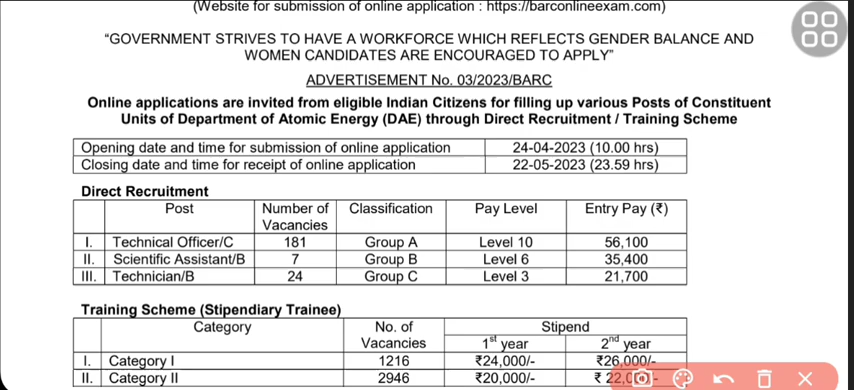 (Website for submission of online application : https://barconlineexam.com)
“GOVERNMENT STRIVES TO HAVE A WORKFORCE WHICH REFLECTS GENDER BALANCE AND
WOMEN CANDIDATES ARE ENCOURAGED TO APPLY”
ADVERTISEMENT No. 03/2023/BARC
Online applications are invited from eligible Indian Citizens for filling up various Posts of Constituent
Units of Department of Atomic Energy (DAE) through Direct Recruitment / Training Scheme
Opening date and time for submission of online application 24-04-2023 (10.00 hrs)
Closing date and time for receipt of online application 22-05-2023 (23.59 hrs)
Direct Recruitment
Post Number of Vacancies Classification Pay Level Entry Pay (₹)
I. Technical Officer/C 181 Group A Level 10 56,100
II. Scientific Assistant/B 7 Group B Level 6 35,400
III. Technician/B 24 Group C Level 3 21,700
Training Scheme (Stipendiary Trainee)
Category No. of Vacancies Stipend
1st year 2nd year
I. Category I 1216 ₹24,000/- ₹26,000/-
II. Category II 2946 ₹20,000/-